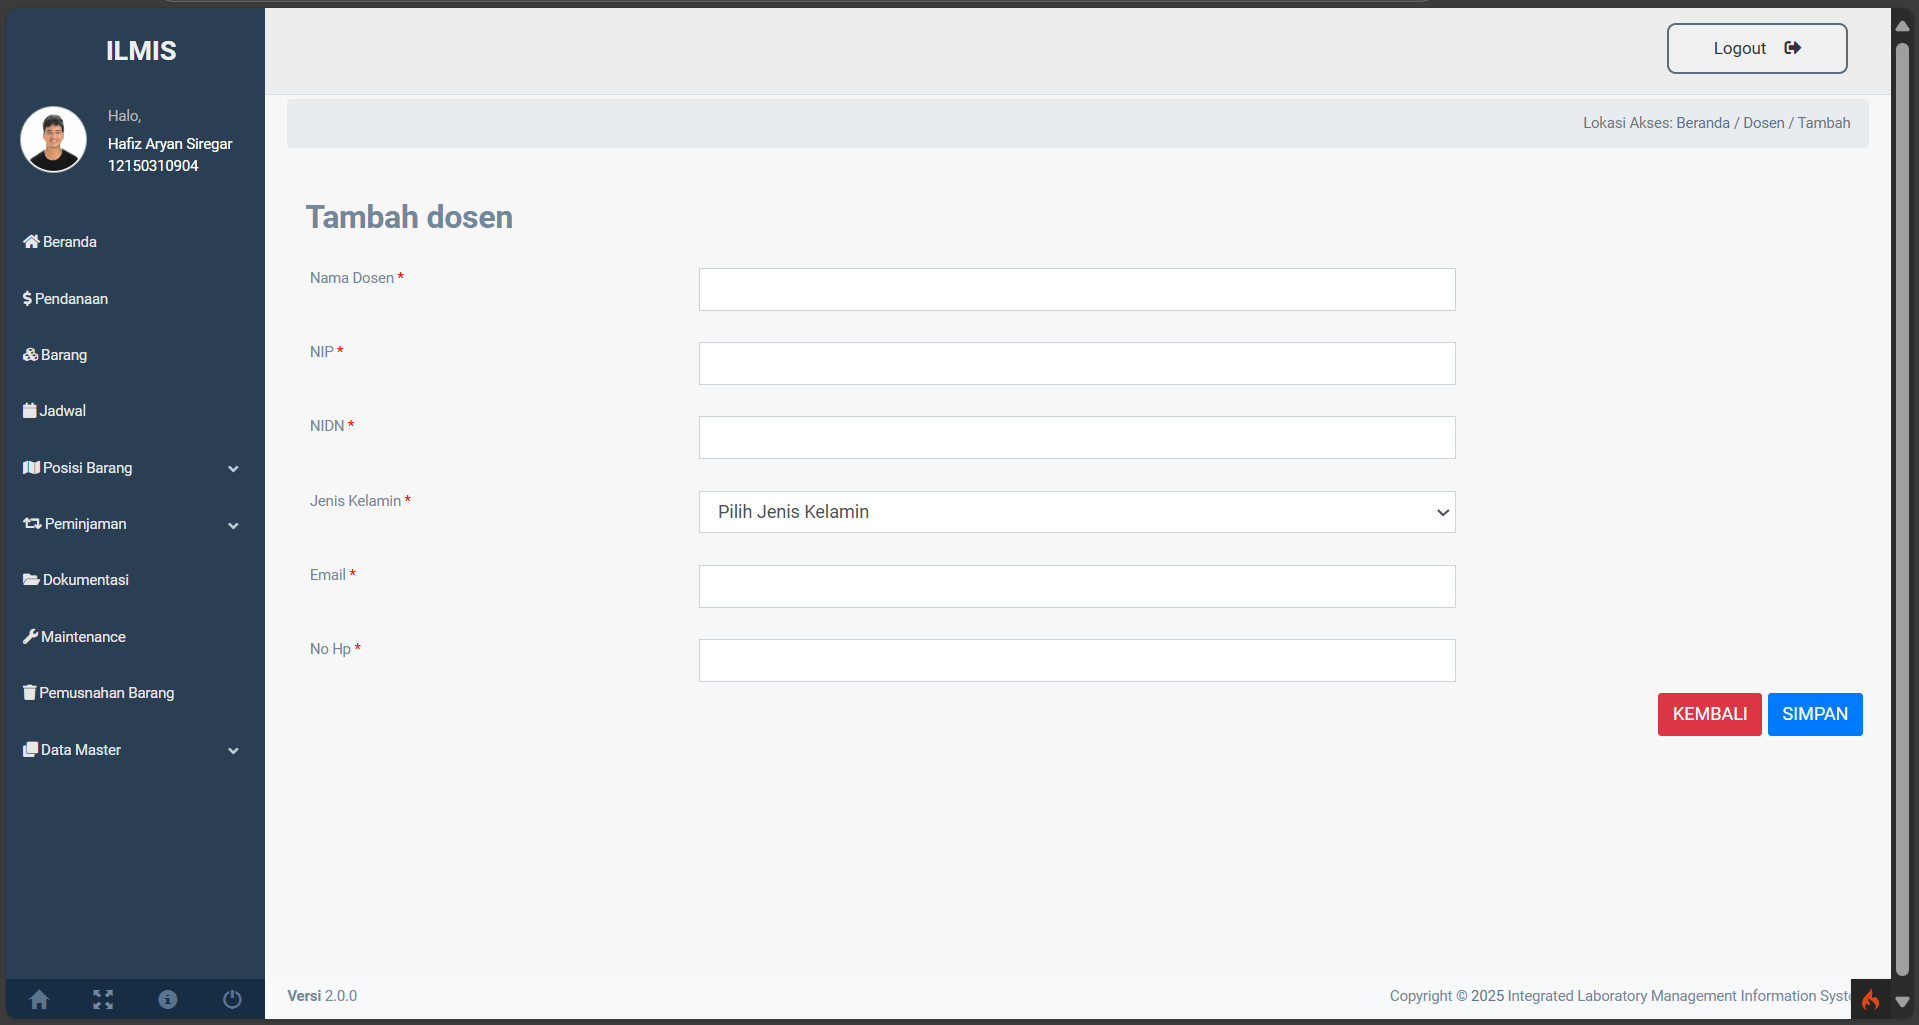 ILMIS
Logout
Halo,
Hafiz Aryan Siregar
12150310904
Lokasi Akses: Beranda / Dosen / Tambah
Beranda
Pendanaan
Barang
Jadwal
Posisi Barang
Peminjaman
Dokumentasi
Maintenance
Pemusnahan Barang
Data Master
Tambah dosen
Nama Dosen *
NIP *
NIDN *
Jenis Kelamin *
Pilih Jenis Kelamin
Email *
No Hp *
KEMBALI
SIMPAN
Versi 2.0.0
Copyright © 2025 Integrated Laboratory Management Information